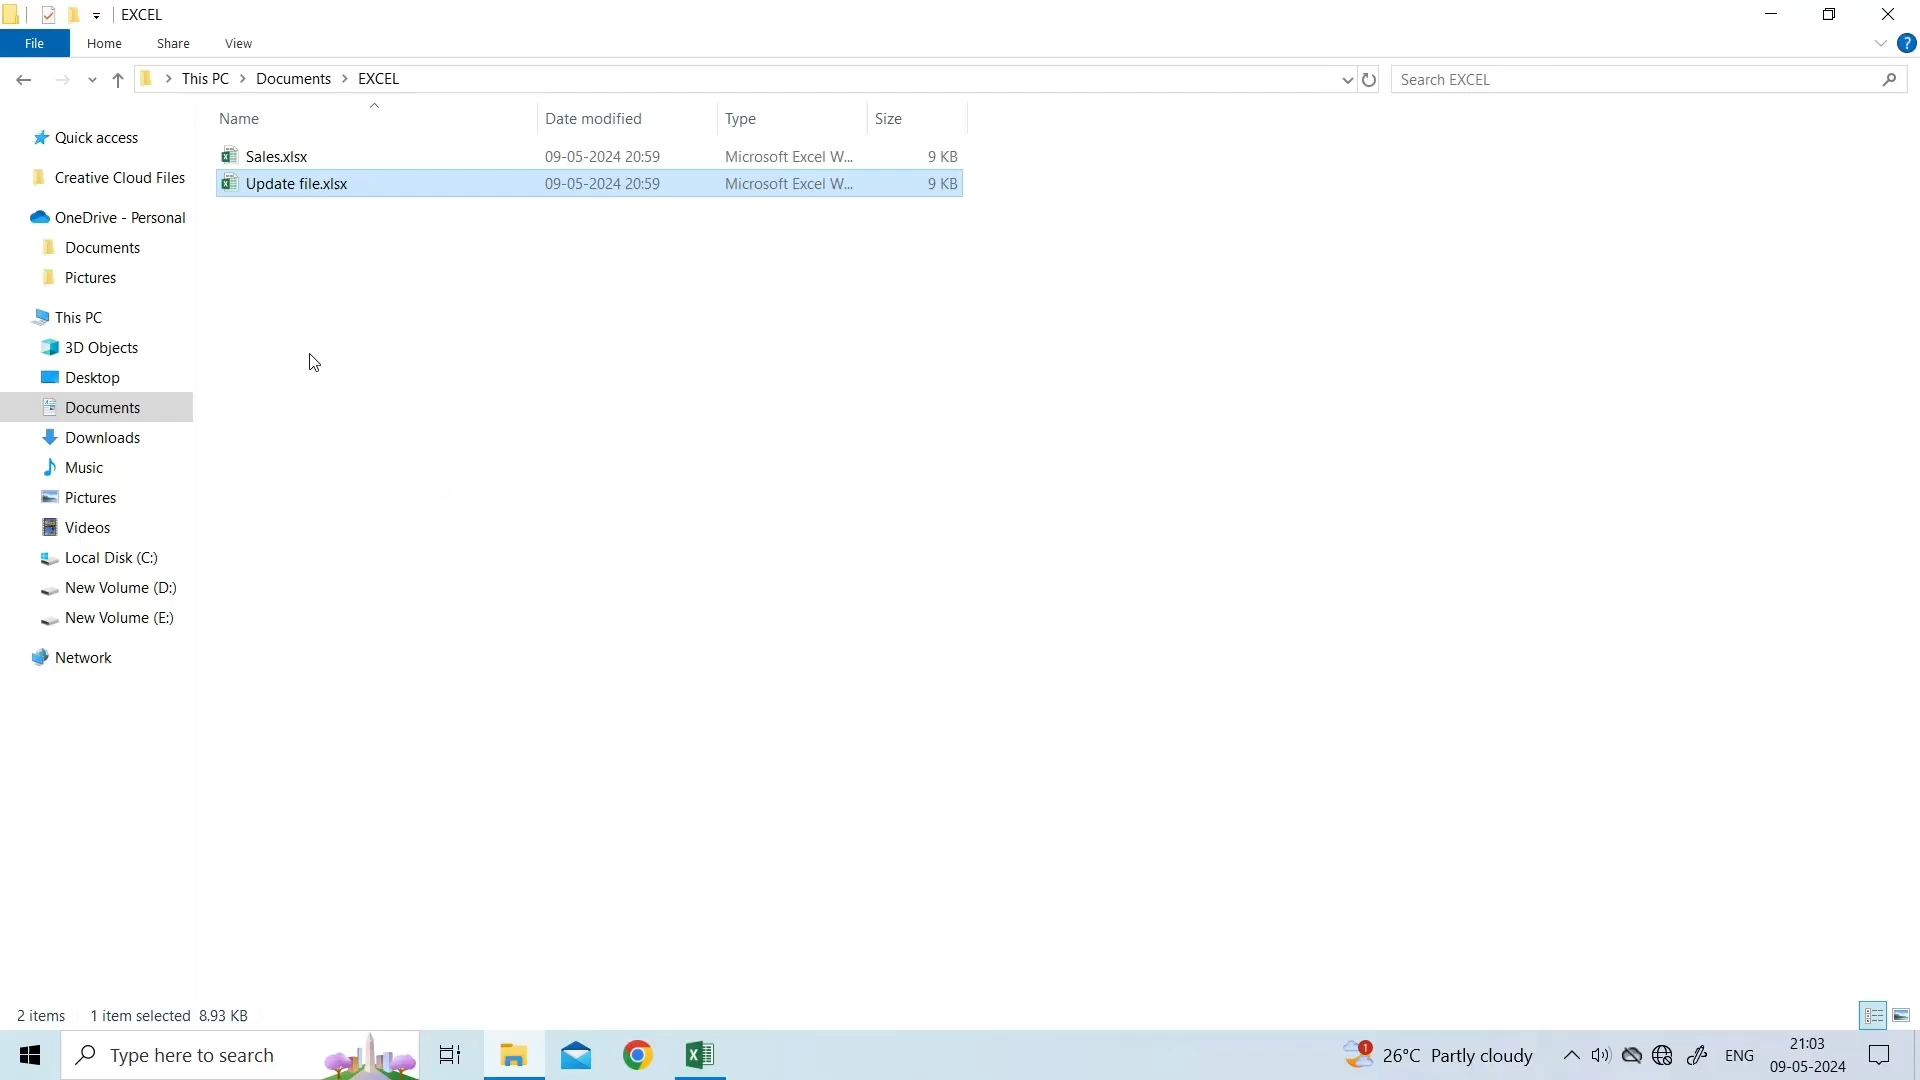 EXCEL
File Home Share View ?
This PC Documents EXCEL Search EXCEL
Name Date modified Type Size
Sales.xlsx 09-05-2024 20:59 Microsoft Excel W... 9 KB
Update file.xlsx 09-05-2024 20:59 Microsoft Excel W... 9 KB
Quick access
Creative Cloud Files
OneDrive - Personal
Documents
Pictures
This PC
3D Objects
Desktop
Documents
Downloads
Music
Pictures
Videos
Local Disk (C:)
New Volume (D:)
New Volume (E:)
Network
2 items 1 item selected 8.93 KB
Type here to search 1 26°C Partly cloudy ENG 21:03
09-05-2024